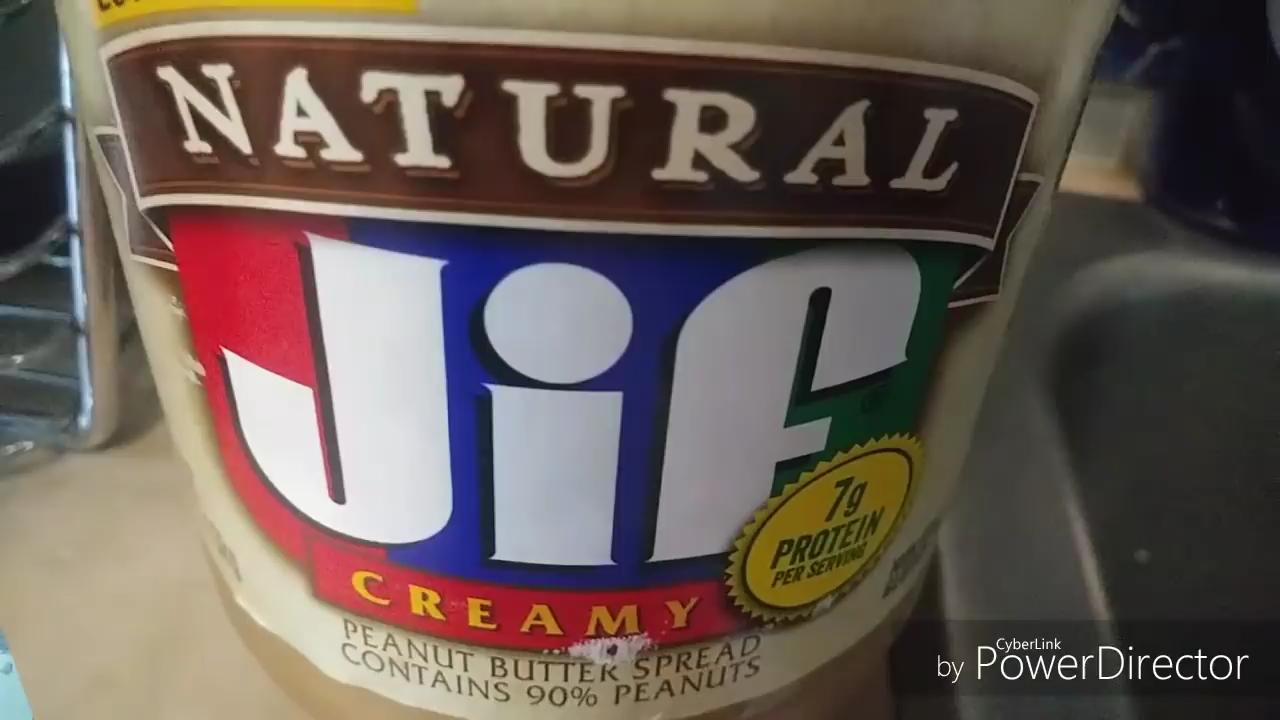 NATURAL
Jif
7g
PROTEIN
PER SERVING
CREAMY
PEANUT BUTTER SPREAD
CONTAINS 90% PEANUTS
CyberLink
by PowerDirector